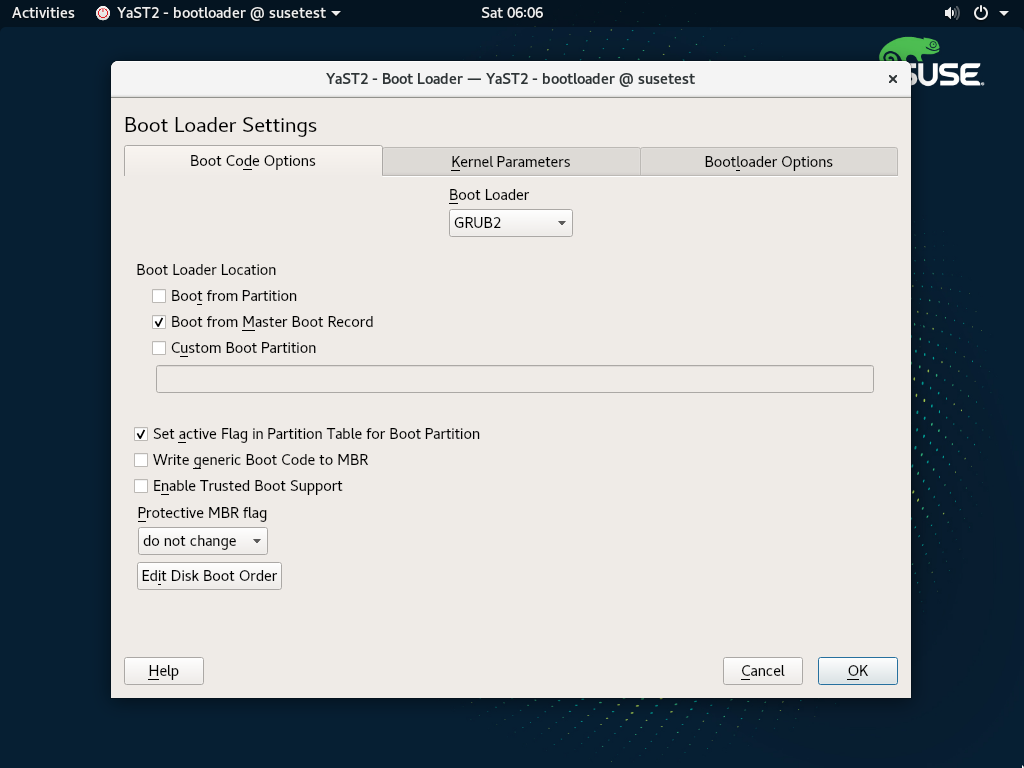 Activities YaST2 - bootloader @ susetest Sat 06:06
SUSE
YaST2 - Boot Loader — YaST2 - bootloader @ susetest
Boot Loader Settings
Boot Code Options Kernel Parameters Bootloader Options
Boot Loader
GRUB2
Boot Loader Location
Boot from Partition
Boot from Master Boot Record
Custom Boot Partition
Set active Flag in Partition Table for Boot Partition
Write generic Boot Code to MBR
Enable Trusted Boot Support
Protective MBR flag
do not change
Edit Disk Boot Order
Help Cancel OK